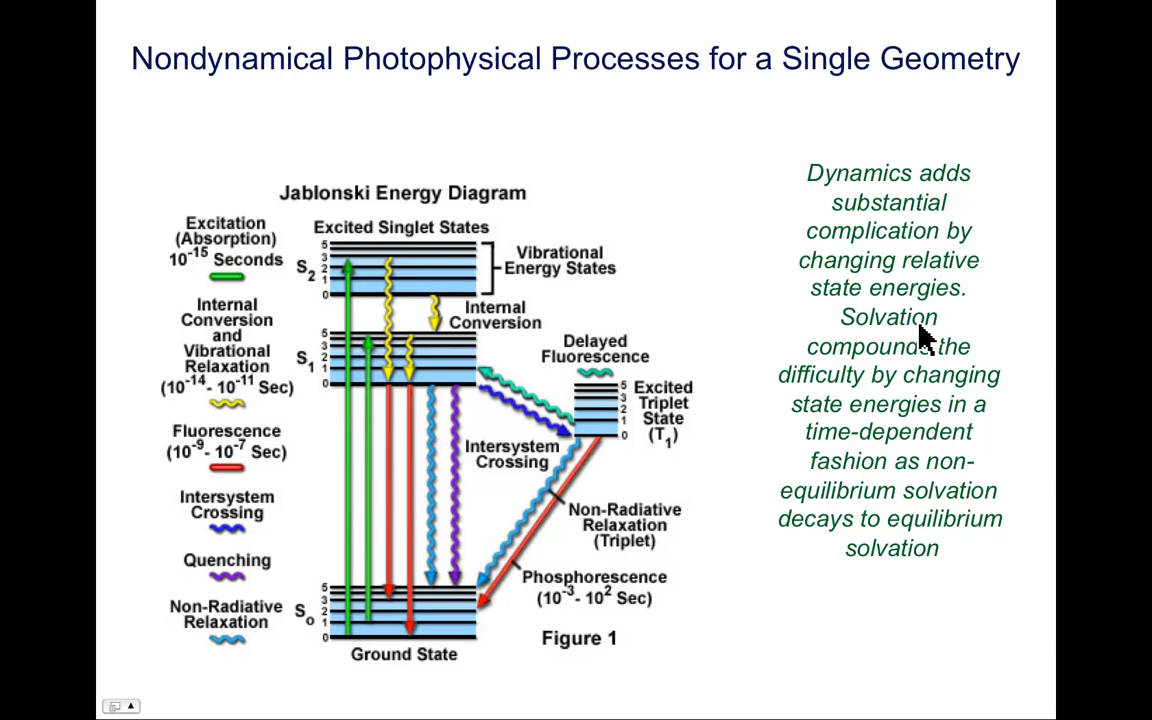 Nondynamical Photophysical Processes for a Single Geometry
Jablonski Energy Diagram
Excitation
(Absorption)
10-15 Seconds
Internal
Conversion
and
Vibrational
Relaxation
(10-14 - 10-11 Sec)
Fluorescence
(10-9 - 10-7 Sec)
Intersystem
Crossing
Quenching
Non-Radiative
Relaxation
Excited Singlet States
S2
5
3
2
1
0
Vibrational
Energy States
Internal
Conversion
S1
5
3
2
1
0
Delayed
Fluorescence
5
3
2
1
0
Excited
Triplet
State
(T1)
Intersystem
Crossing
Non-Radiative
Relaxation
(Triplet)
Phosphorescence
(10-3 - 102 Sec)
So
5
3
2
1
0
Ground State
Figure 1
Dynamics adds
substantial
complication by
changing relative
state energies.
Solvation
compounds the
difficulty by changing
state energies in a
time-dependent
fashion as non-
equilibrium solvation
decays to equilibrium
solvation